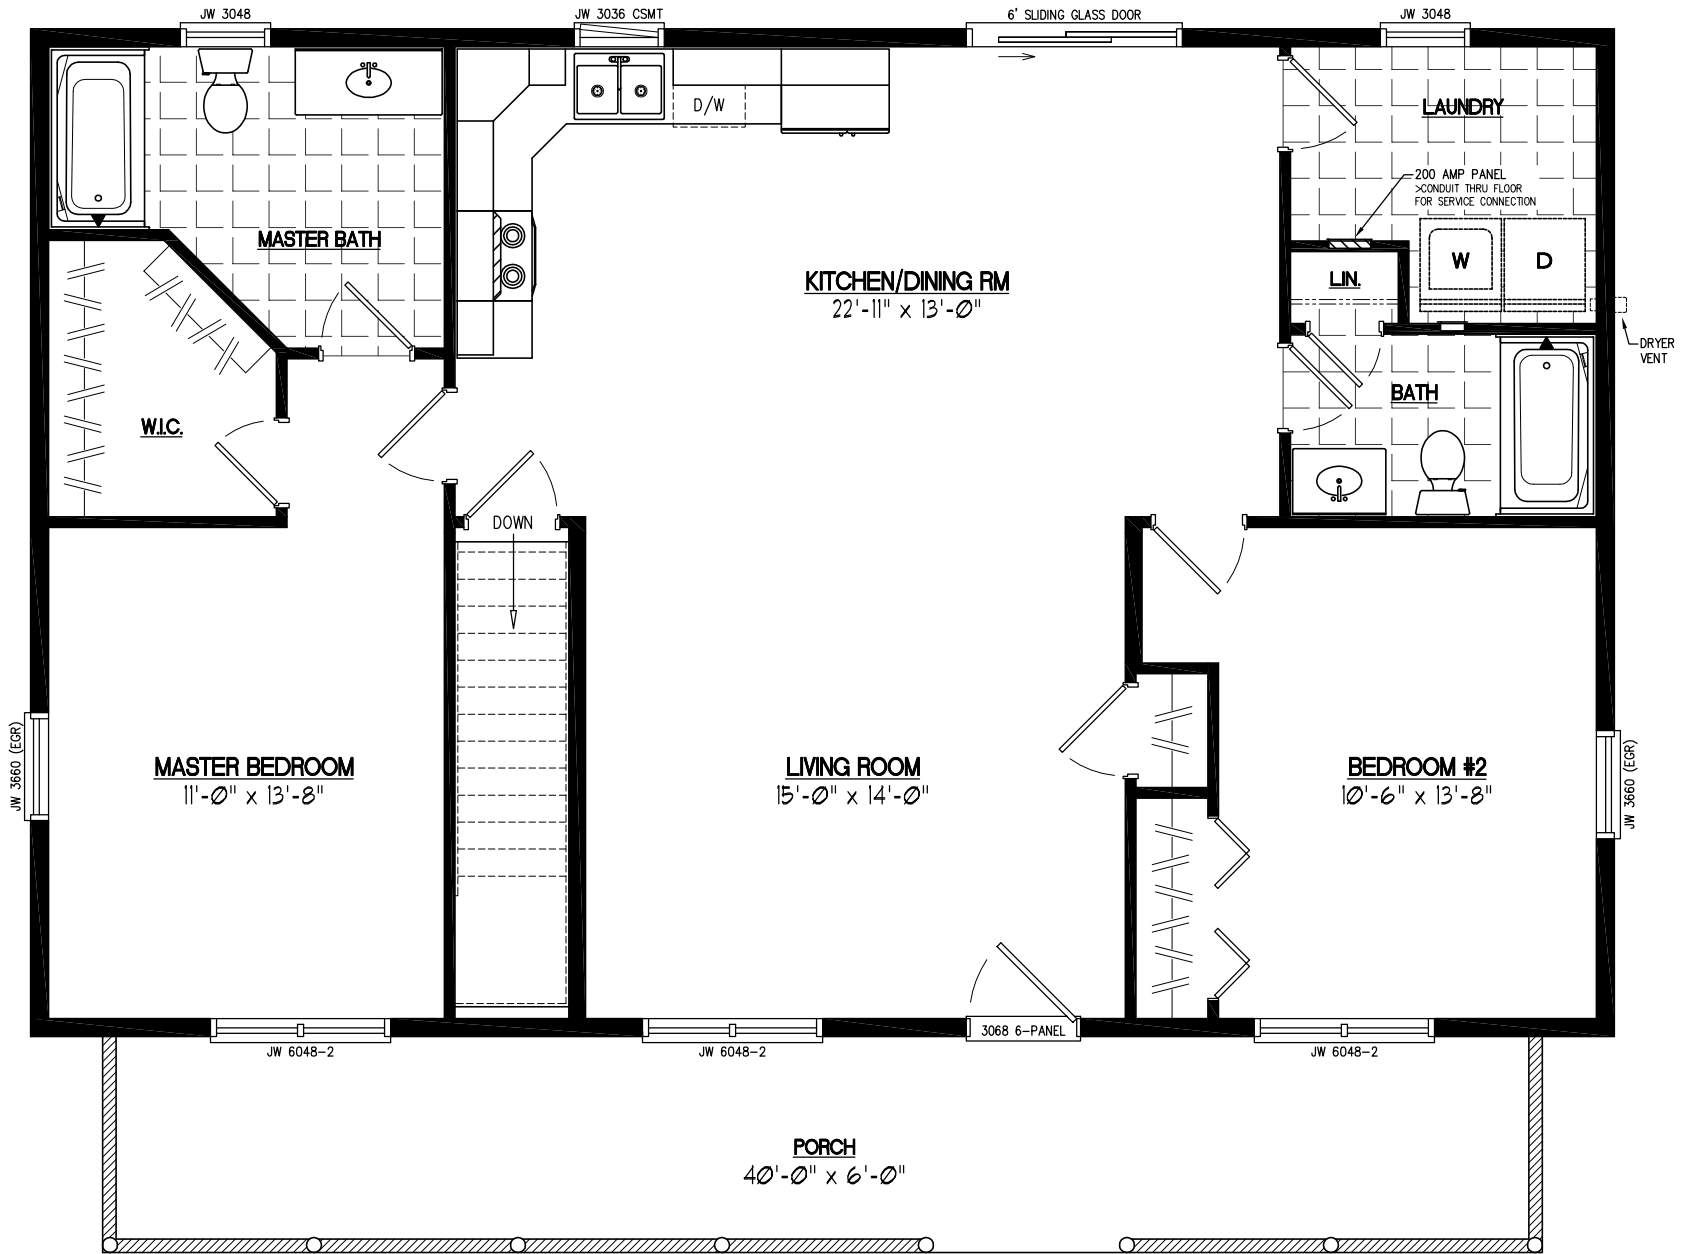 JW 3048
JW 3036 CSMT
6' SLIDING GLASS DOOR
JW 3048
D/W
LAUNDRY
200 AMP PANEL
>CONDUIT THRU FLOOR
FOR SERVICE CONNECTION
MASTER BATH
W
D
LIN.
KITCHEN/DINING RM
22'-11" x 13'-0"
DRYER
VENT
BATH
W.I.C.
DOWN
JW 3660 (EGR)
MASTER BEDROOM
11'-0" x 13'-8"
LIVING ROOM
15'-0" x 14'-0"
BEDROOM #2
10'-6" x 13'-8"
JW 3660 (EGR)
3068 6-PANEL
JW 6048-2
JW 6048-2
JW 6048-2
PORCH
40'-0" x 6'-0"